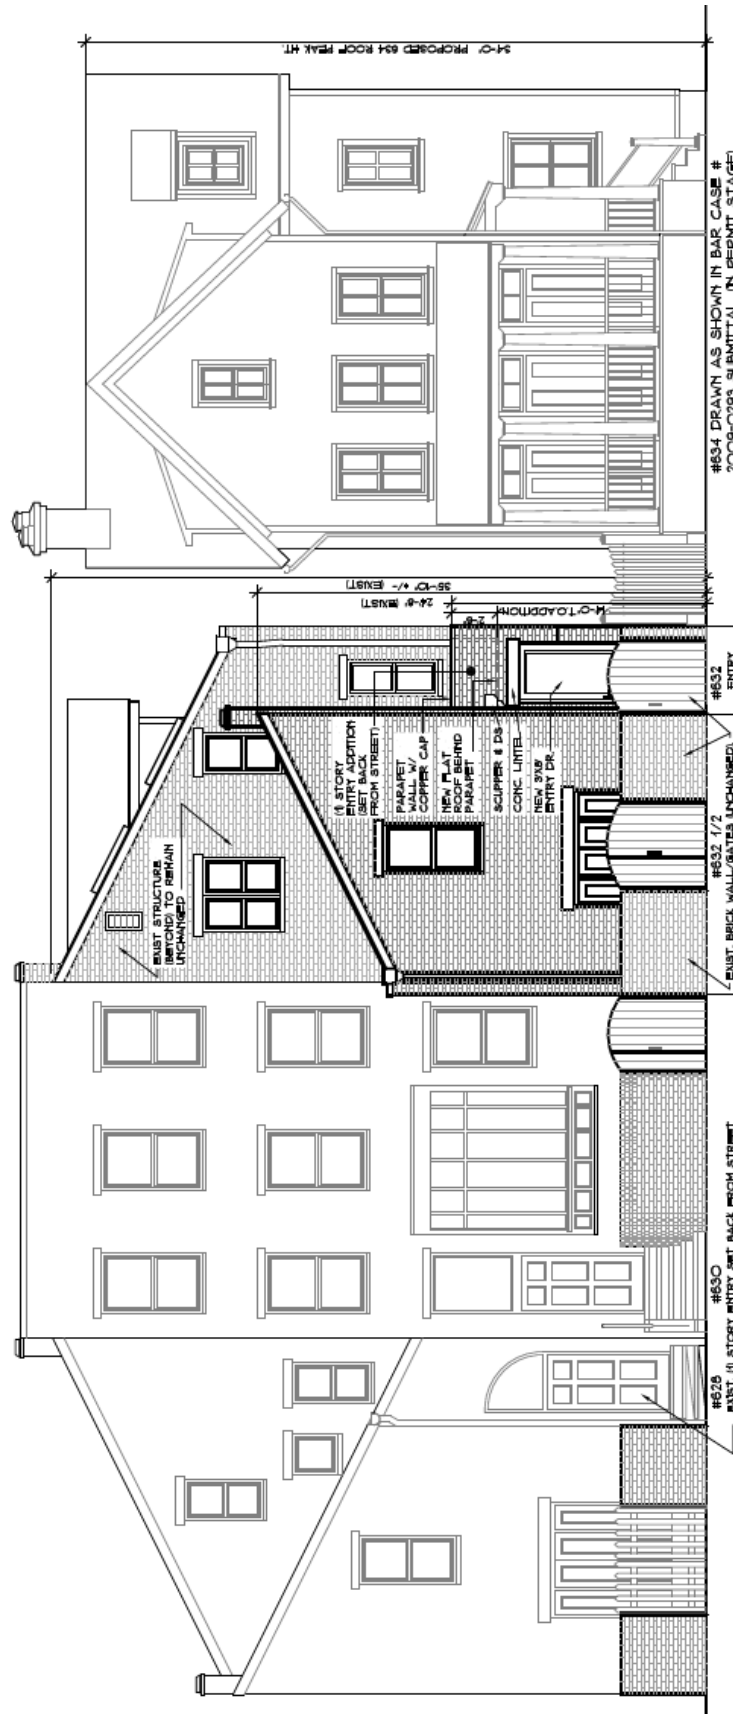 34'-0" PROPOSED 634 ROOF PEAK HT.
35'-10" +/- (EXIST)
24'-8" (EXIST)
14'-0" T.O.ADDITION
2'-6"
(1) STORY
ENTRY ADDITION
(SET BACK
FROM STREET)
PARAPET
WALL W/
COPPER CAP
NEW FLAT
ROOF BEHIND
PARAPET
SCUPPER & DS
CONC. LINTEL
NEW 3'X8'
ENTRY DR.
EXIST STRUCTURE
(BEYOND) TO REMAIN
UNCHANGED
#628
EXIST. (1) STORY ENTRY SET BACK FROM STREET
#630
#632 1/2
EXIST. BRICK WALL/GATES (UNCHANGED)
#632
ENTRY
#634 DRAWN AS SHOWN IN BAR CASE #
2009-0293 SUBMITTAL (IN PERMIT STAGE)